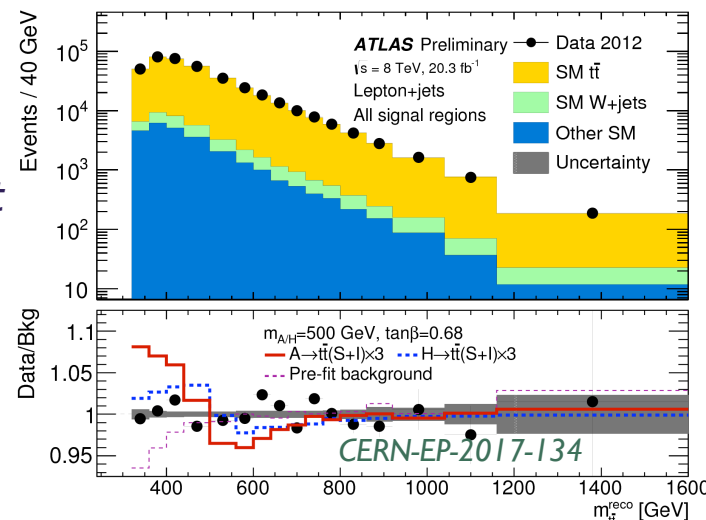 Events / 40 GeV
10⁵
10⁴
10³
10²
10
ATLAS Preliminary
√s = 8 TeV, 20.3 fb⁻¹
Lepton+jets
All signal regions
Data 2012
SM tt̄
SM W+jets
Other SM
Uncertainty
Data/Bkg
1.1
1.05
1
0.95
m_A/H=500 GeV, tanβ=0.68
A→tt̄(S+I)×3 H→tt̄(S+I)×3
Pre-fit background
CERN-EP-2017-134
400 600 800 1000 1200 1400 1600
m_tt̄^reco [GeV]